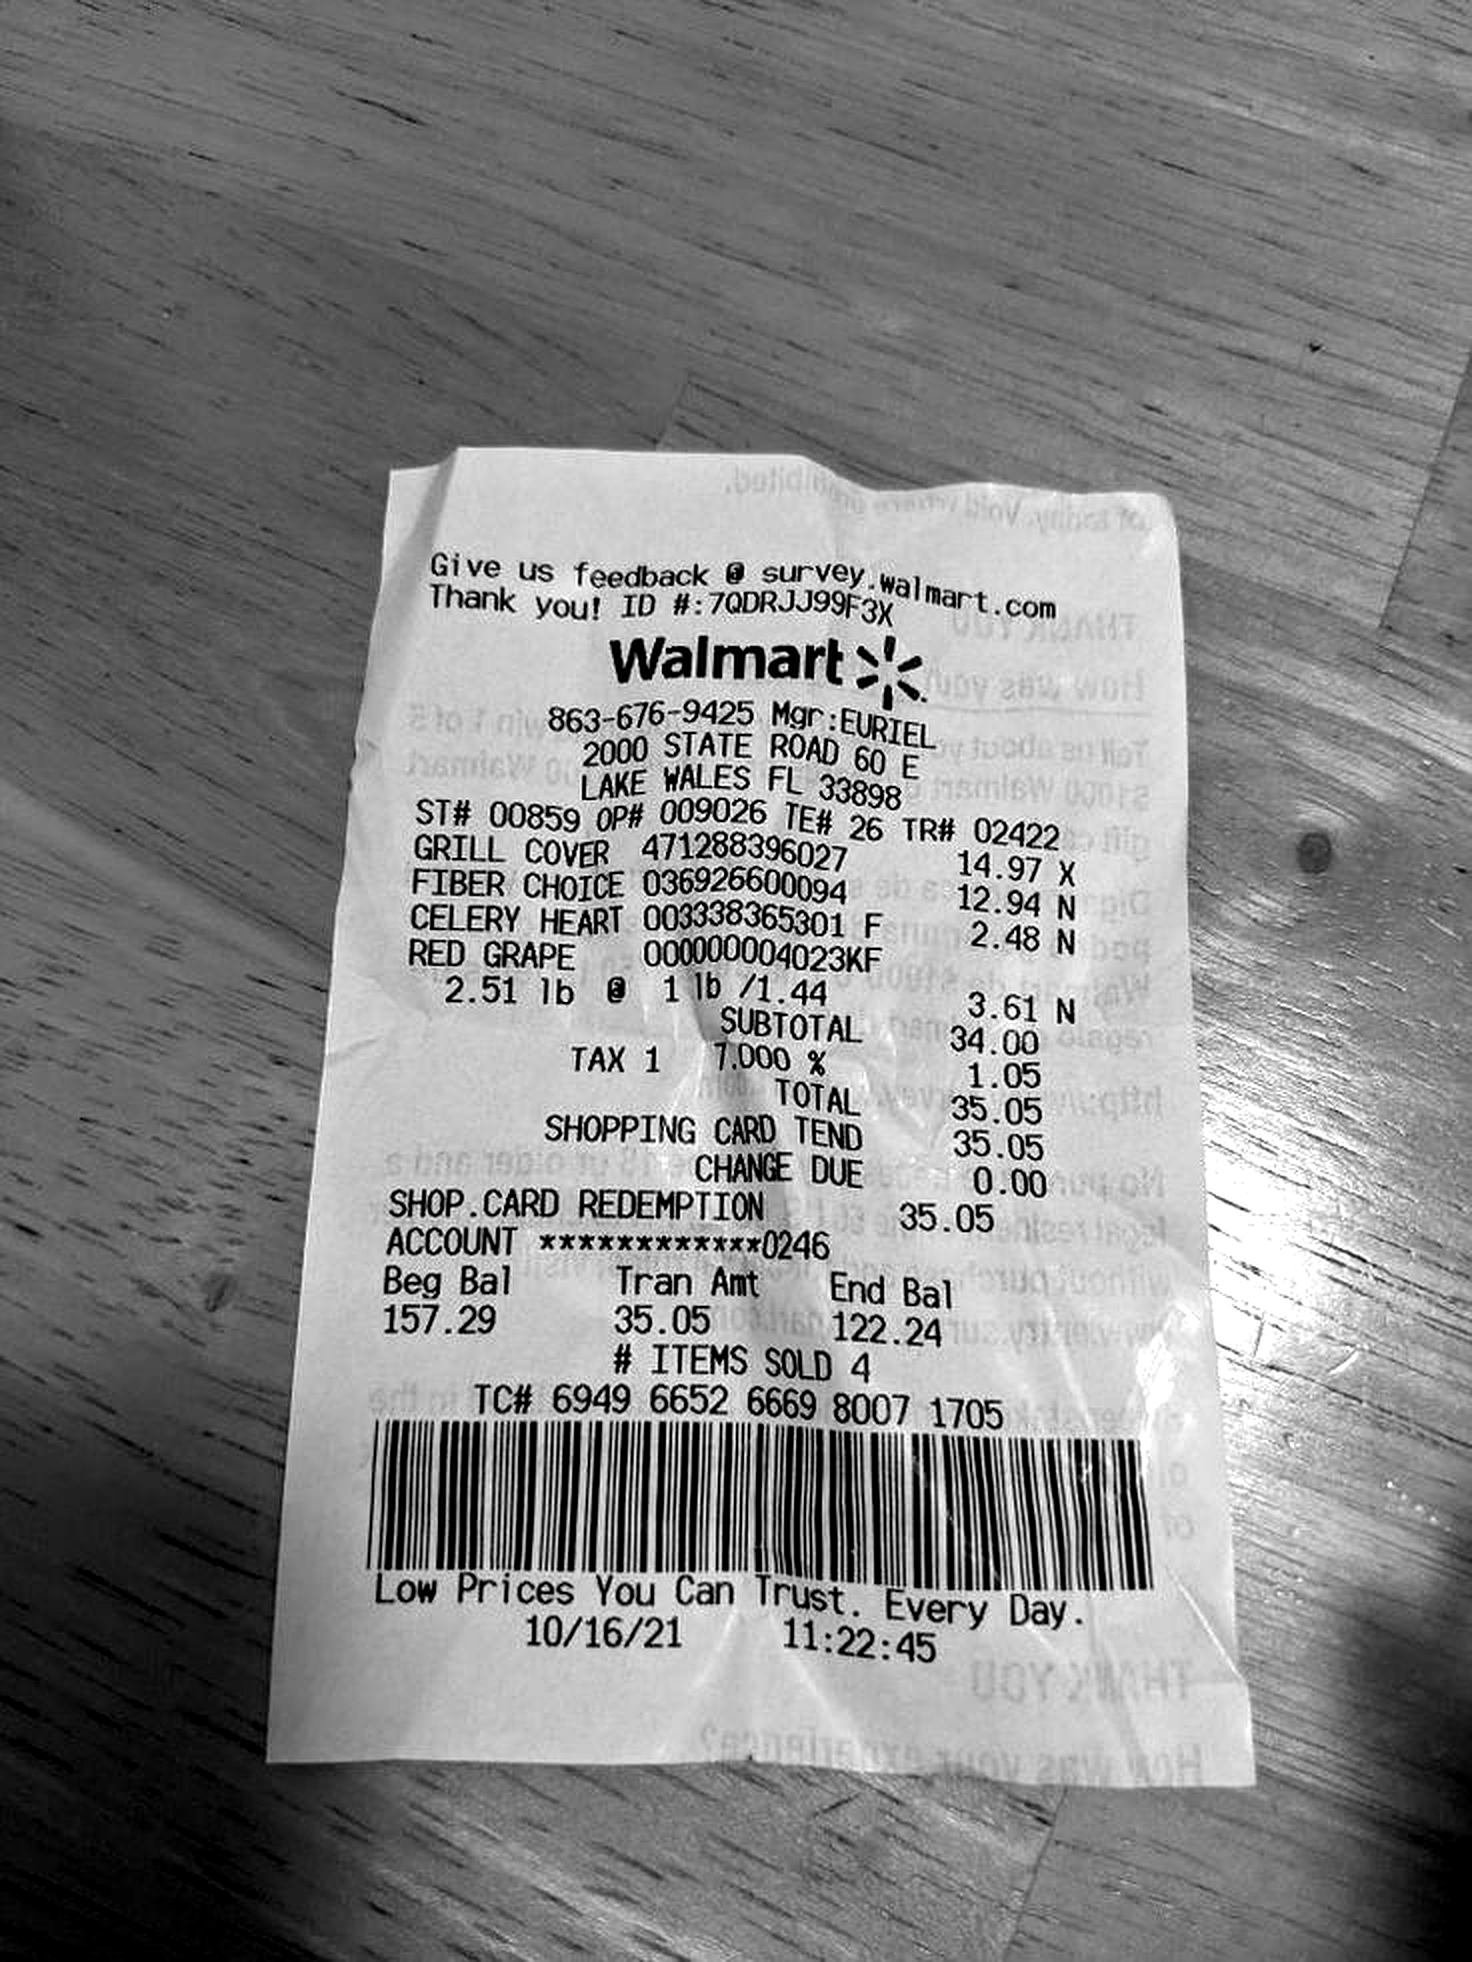 Give us feedback @ survey.walmart.com
Thank you! ID #:7QDRJJ99F3X
Walmart
863-676-9425 Mgr:EURIEL
2000 STATE ROAD 60 E
LAKE WALES FL 33898
ST# 00859 OP# 009026 TE# 26 TR# 02422
GRILL COVER 471288396027 14.97 X
FIBER CHOICE 036926600094 12.94 N
CELERY HEART 003338365301 F 2.48 N
RED GRAPE 000000004023KF
2.51 lb @ 1 lb /1.44 3.61 N
SUBTOTAL 34.00
TAX 1 7.000 % 1.05
TOTAL 35.05
SHOPPING CARD TEND 35.05
CHANGE DUE 0.00
SHOP.CARD REDEMPTION 35.05
ACCOUNT ************0246
Beg Bal Tran Amt End Bal
157.29 35.05 122.24
# ITEMS SOLD 4
TC# 6949 6652 6669 8007 1705
Low Prices You Can Trust. Every Day.
10/16/21 11:22:45